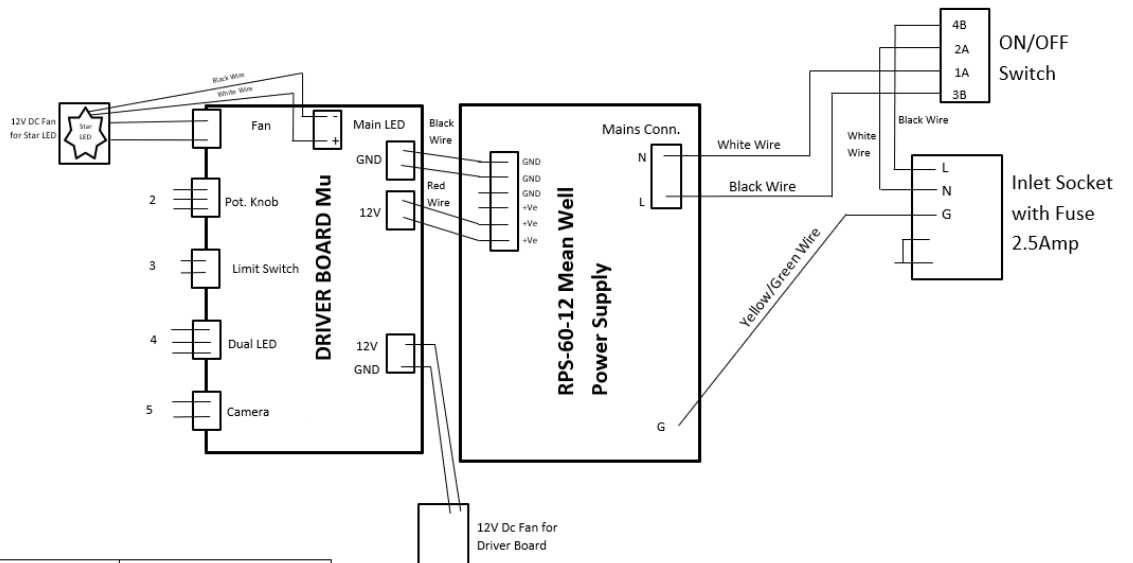 4B
2A
1A
3B
ON/OFF
Switch
Black Wire
White Wire
12V DC Fan
for Star LED
Star
LED
Fan
-
+
Main LED
GND
12V
Black
Wire
Red
Wire
GND
GND
GND
+Ve
+Ve
+Ve
Mains Conn.
N
L
White Wire
Black Wire
White
Wire
Black Wire
L
N
G
Inlet Socket
with Fuse
2.5Amp
2
Pot. Knob
3
Limit Switch
4
Dual LED
5
Camera
DRIVER BOARD Mu
12V
GND
RPS-60-12 Mean Well
Power Supply
Yellow/Green Wire
G
12V Dc Fan for
Driver Board